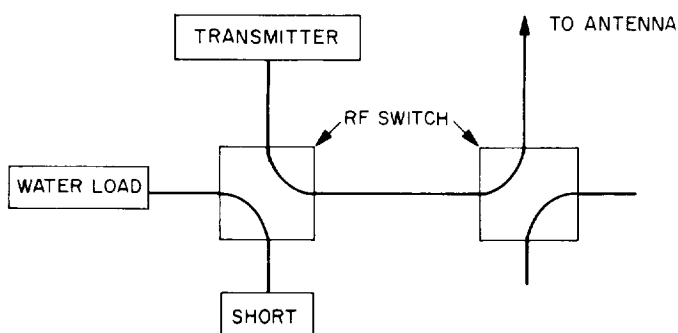 TO ANTENNA
TRANSMITTER
RF SWITCH
WATER LOAD
SHORT